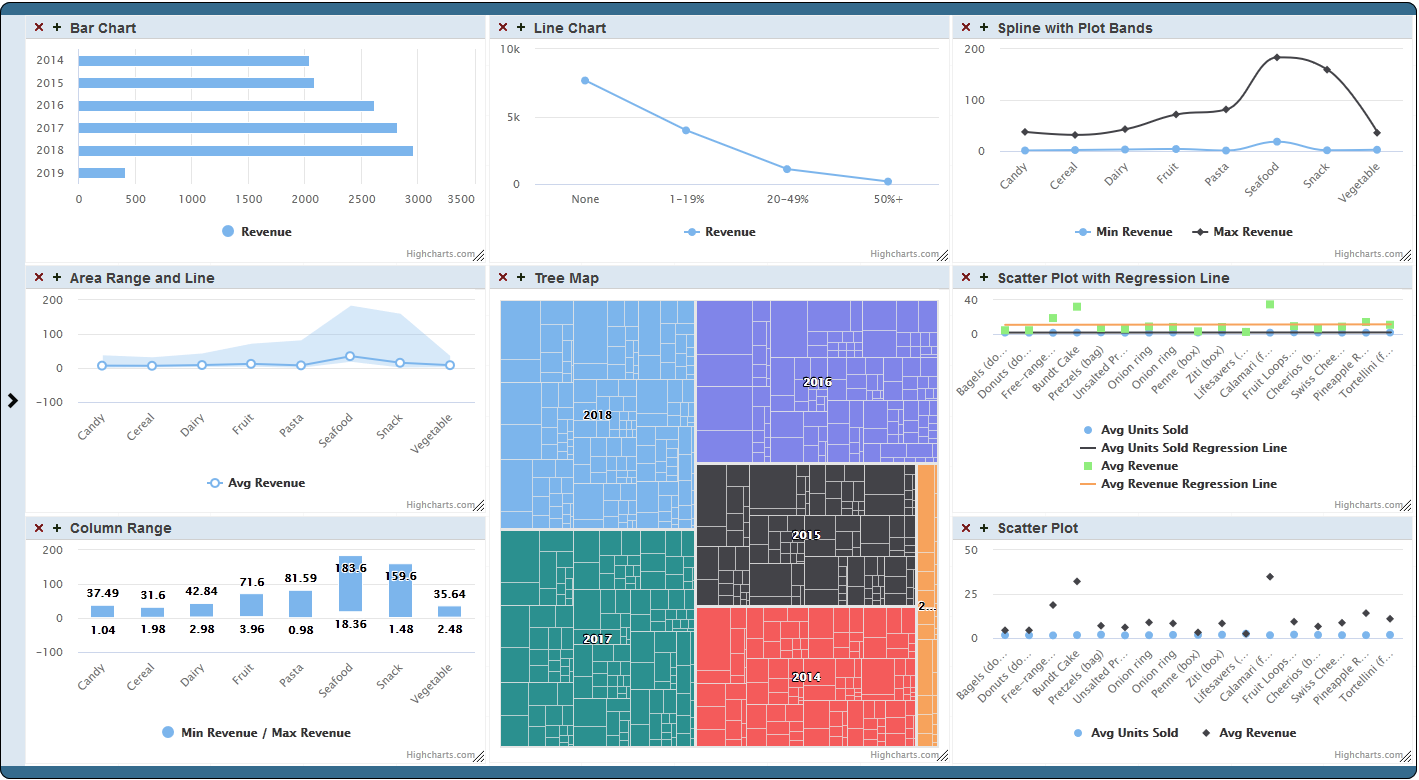 Bar Chart
2014
2015
2016
2017
2018
2019
0 500 1000 1500 2000 2500 3000 3500
Revenue
Highcharts.com
Line Chart
10k
5k
0
None 1-19% 20-49% 50%+
Revenue
Highcharts.com
Spline with Plot Bands
200
100
0
Candy Cereal Dairy Fruit Pasta Seafood Snack Vegetable
Min Revenue Max Revenue
Highcharts.com
Area Range and Line
200
100
0
-100
Candy Cereal Dairy Fruit Pasta Seafood Snack Vegetable
Avg Revenue
Highcharts.com
Tree Map
2018
2016
2015
2...
2017
2014
Highcharts.com
Scatter Plot with Regression Line
40
0
Bagels (do... Donuts (do... Free-range... Bundt Cake Pretzels (bag) Unsalted Pr... Onion ring Onion ring Penne (box) Ziti (box) Lifesavers (... Calamari (f... Fruit Loops... Cheerios (b... Swiss Chee... Pineapple R... Tortellini (f...
Avg Units Sold
Avg Units Sold Regression Line
Avg Revenue
Avg Revenue Regression Line
Highcharts.com
Column Range
200
100
0
-100
37.49 31.6 42.84 71.6 81.59 183.6 159.6 35.64
1.04 1.98 2.98 3.96 0.98 18.36 1.48 2.48
Candy Cereal Dairy Fruit Pasta Seafood Snack Vegetable
Min Revenue / Max Revenue
Highcharts.com
Scatter Plot
50
25
0
Bagels (do... Donuts (do... Free-range... Bundt Cake Pretzels (bag) Unsalted Pr... Onion ring Onion ring Penne (box) Ziti (box) Lifesavers (... Calamari (f... Fruit Loops... Cheerios (b... Swiss Chee... Pineapple R... Tortellini (f...
Avg Units Sold Avg Revenue
Highcharts.com